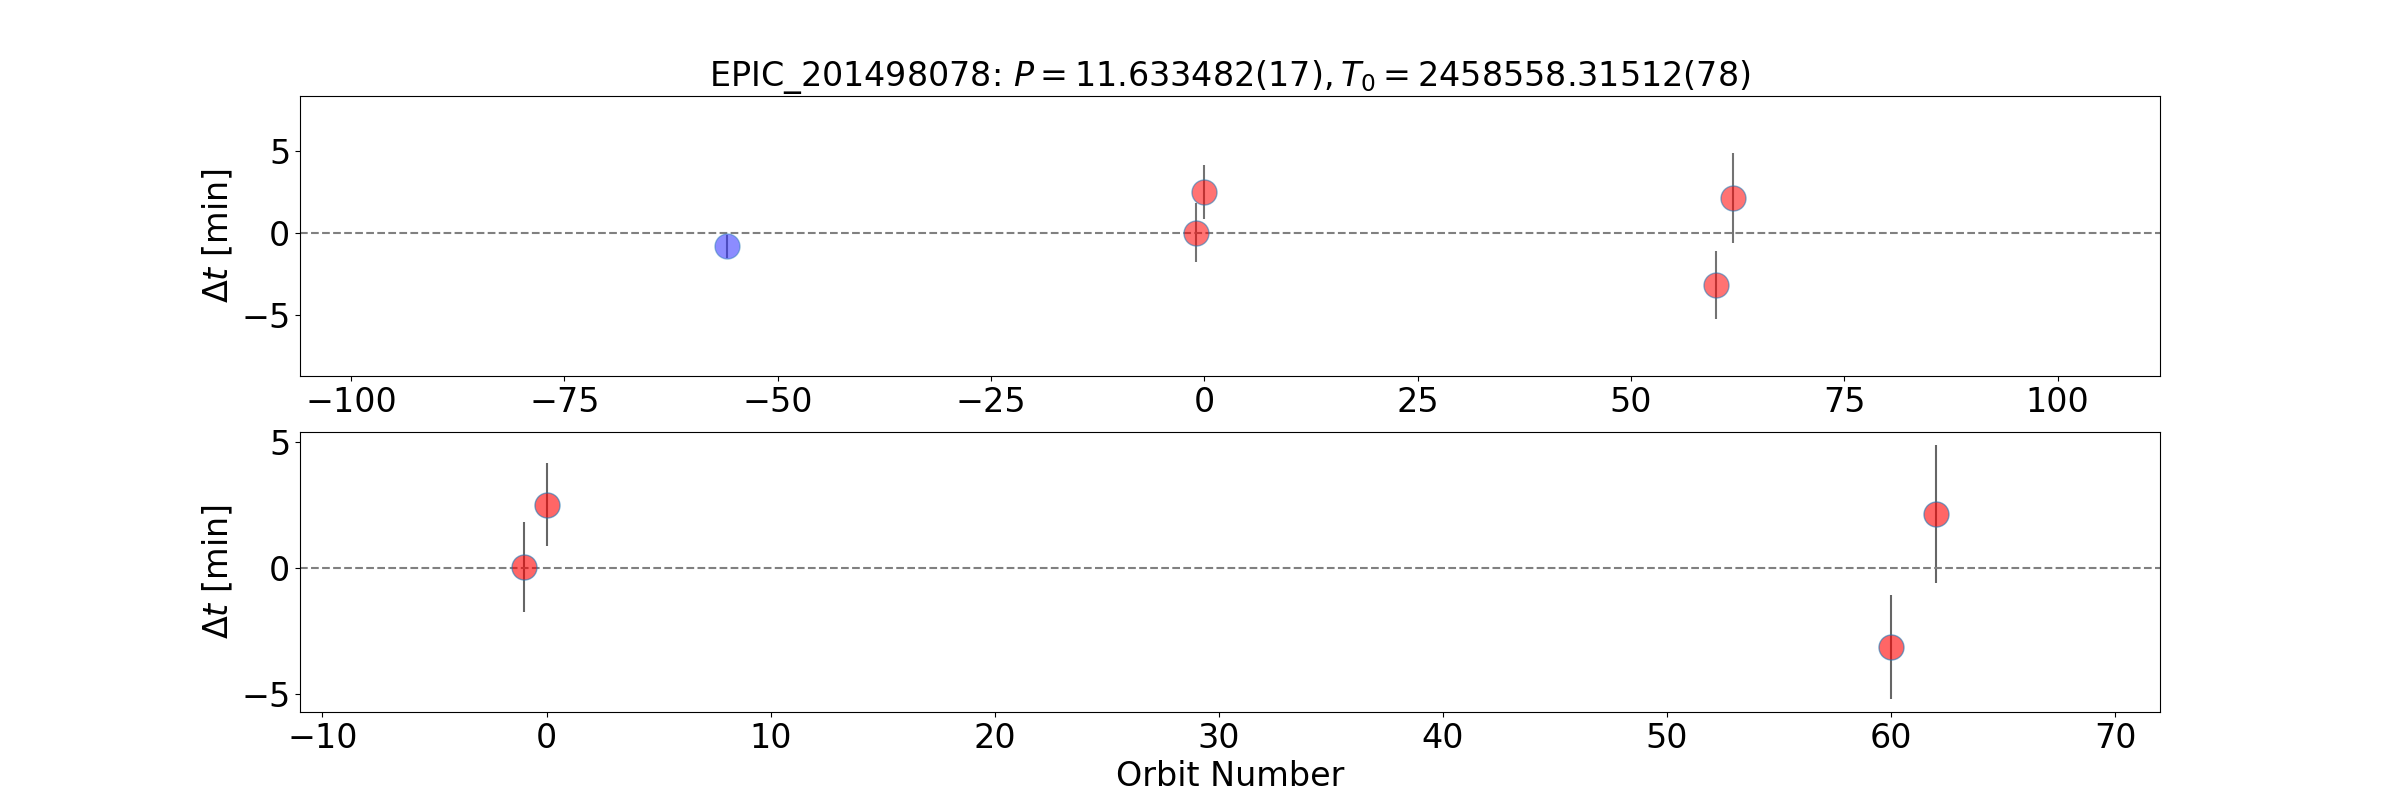 EPIC_201498078: P = 11.633482(17), T₀ = 2458558.31512(78)
Δt [min]
5
0
−5
−100 −75 −50 −25 0 25 50 75 100
Δt [min]
5
0
−5
−10 0 10 20 30 40 50 60 70
Orbit Number